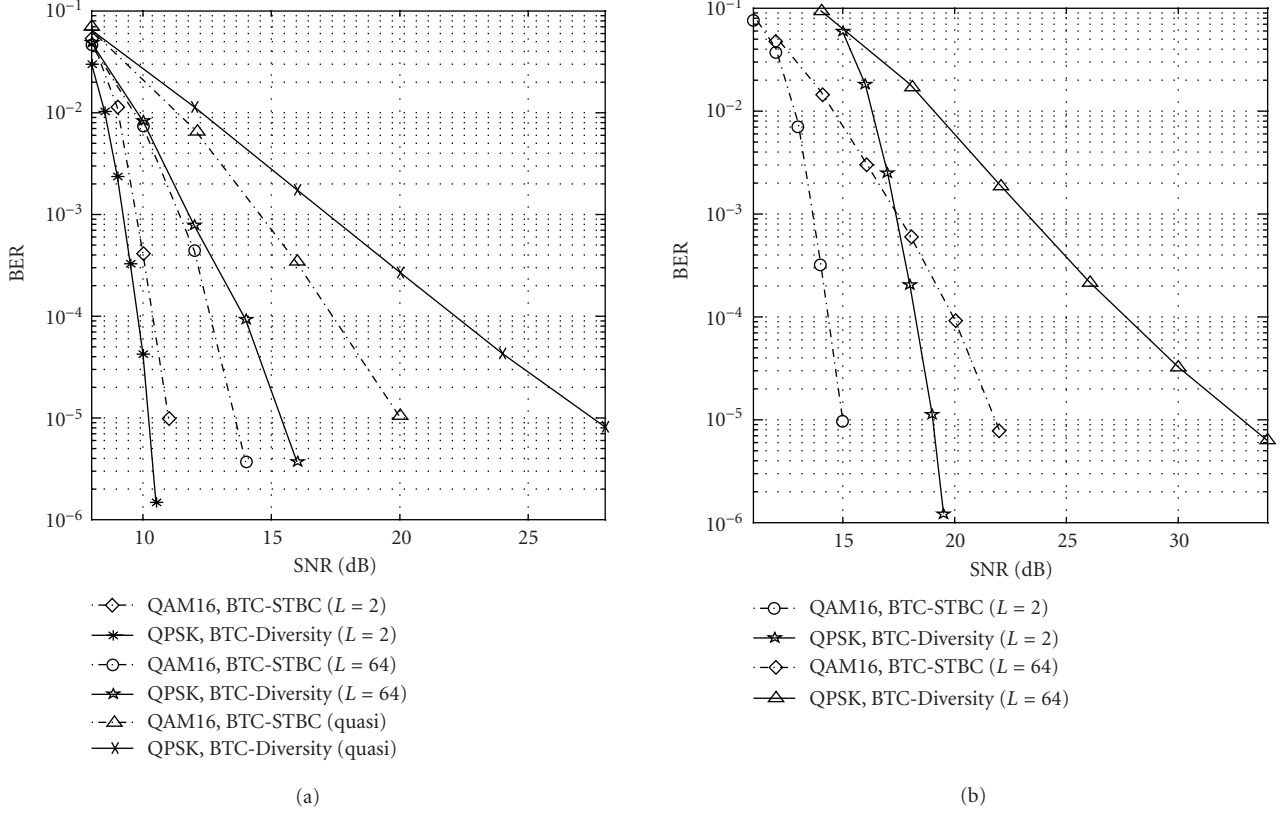 10⁻¹
10⁻²
10⁻³
10⁻⁴
10⁻⁵
10⁻⁶
BER
10 15 20 25
SNR (dB)
QAM16, BTC-STBC (L = 2)
QPSK, BTC-Diversity (L = 2)
QAM16, BTC-STBC (L = 64)
QPSK, BTC-Diversity (L = 64)
QAM16, BTC-STBC (quasi)
QPSK, BTC-Diversity (quasi)
(a)
10⁻¹
10⁻²
10⁻³
10⁻⁴
10⁻⁵
10⁻⁶
BER
15 20 25 30
SNR (dB)
QAM16, BTC-STBC (L = 2)
QPSK, BTC-Diversity (L = 2)
QAM16, BTC-STBC (L = 64)
QPSK, BTC-Diversity (L = 64)
(b)